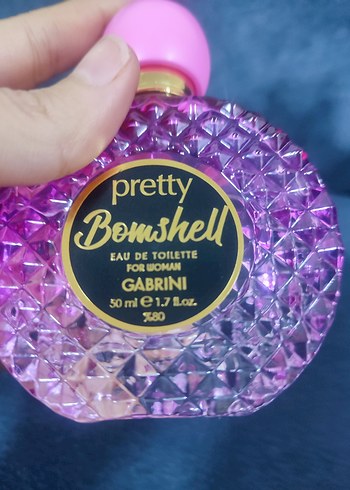 pretty
Bomshell
EAU DE TOILETTE
FOR WOMAN
GABRINI
50 ml e 1.7 fl.oz.
%80